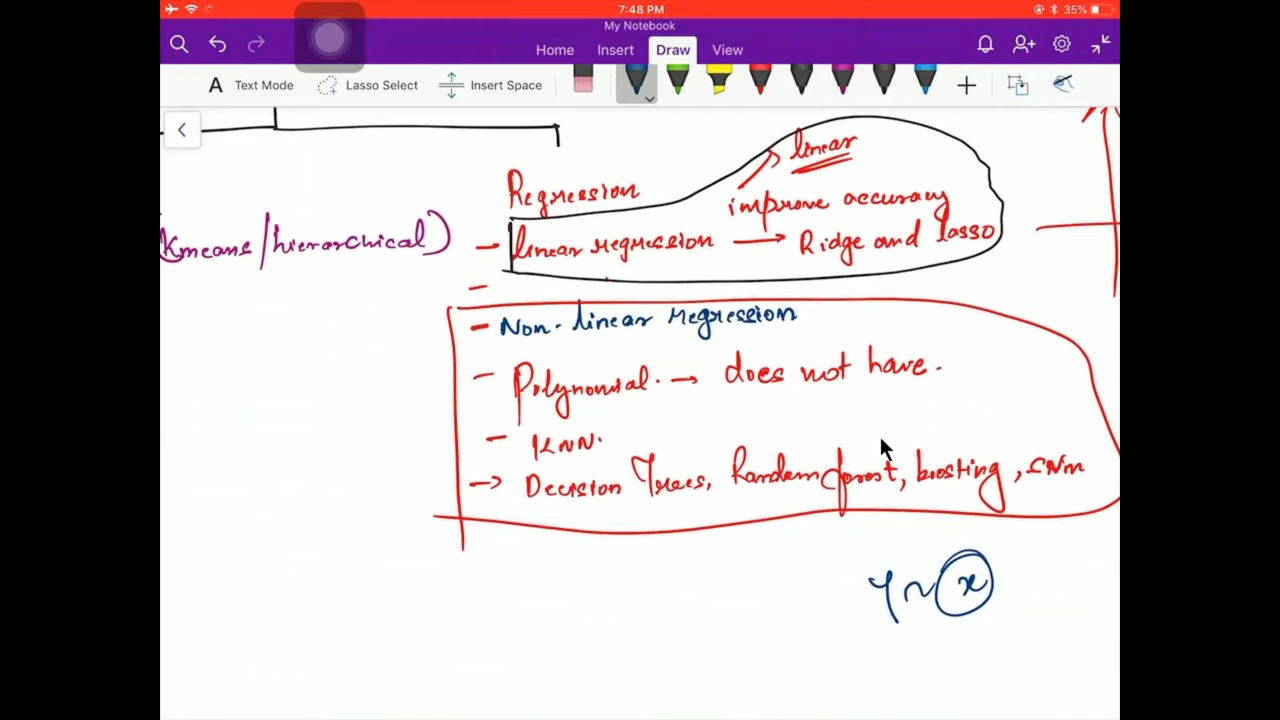 7:48 PM
35%
My Notebook
Home Insert Draw View
A Text Mode Lasso Select Insert Space
linear
Regression
improve accuracy
Kmeans/hierarchical)
- linear regression → Ridge and lasso
-
- Non-linear regression
- Polynomial. → does not have.
- KNN.
→ Decision Trees, Random forest, boosting, SVM
Y ~ x